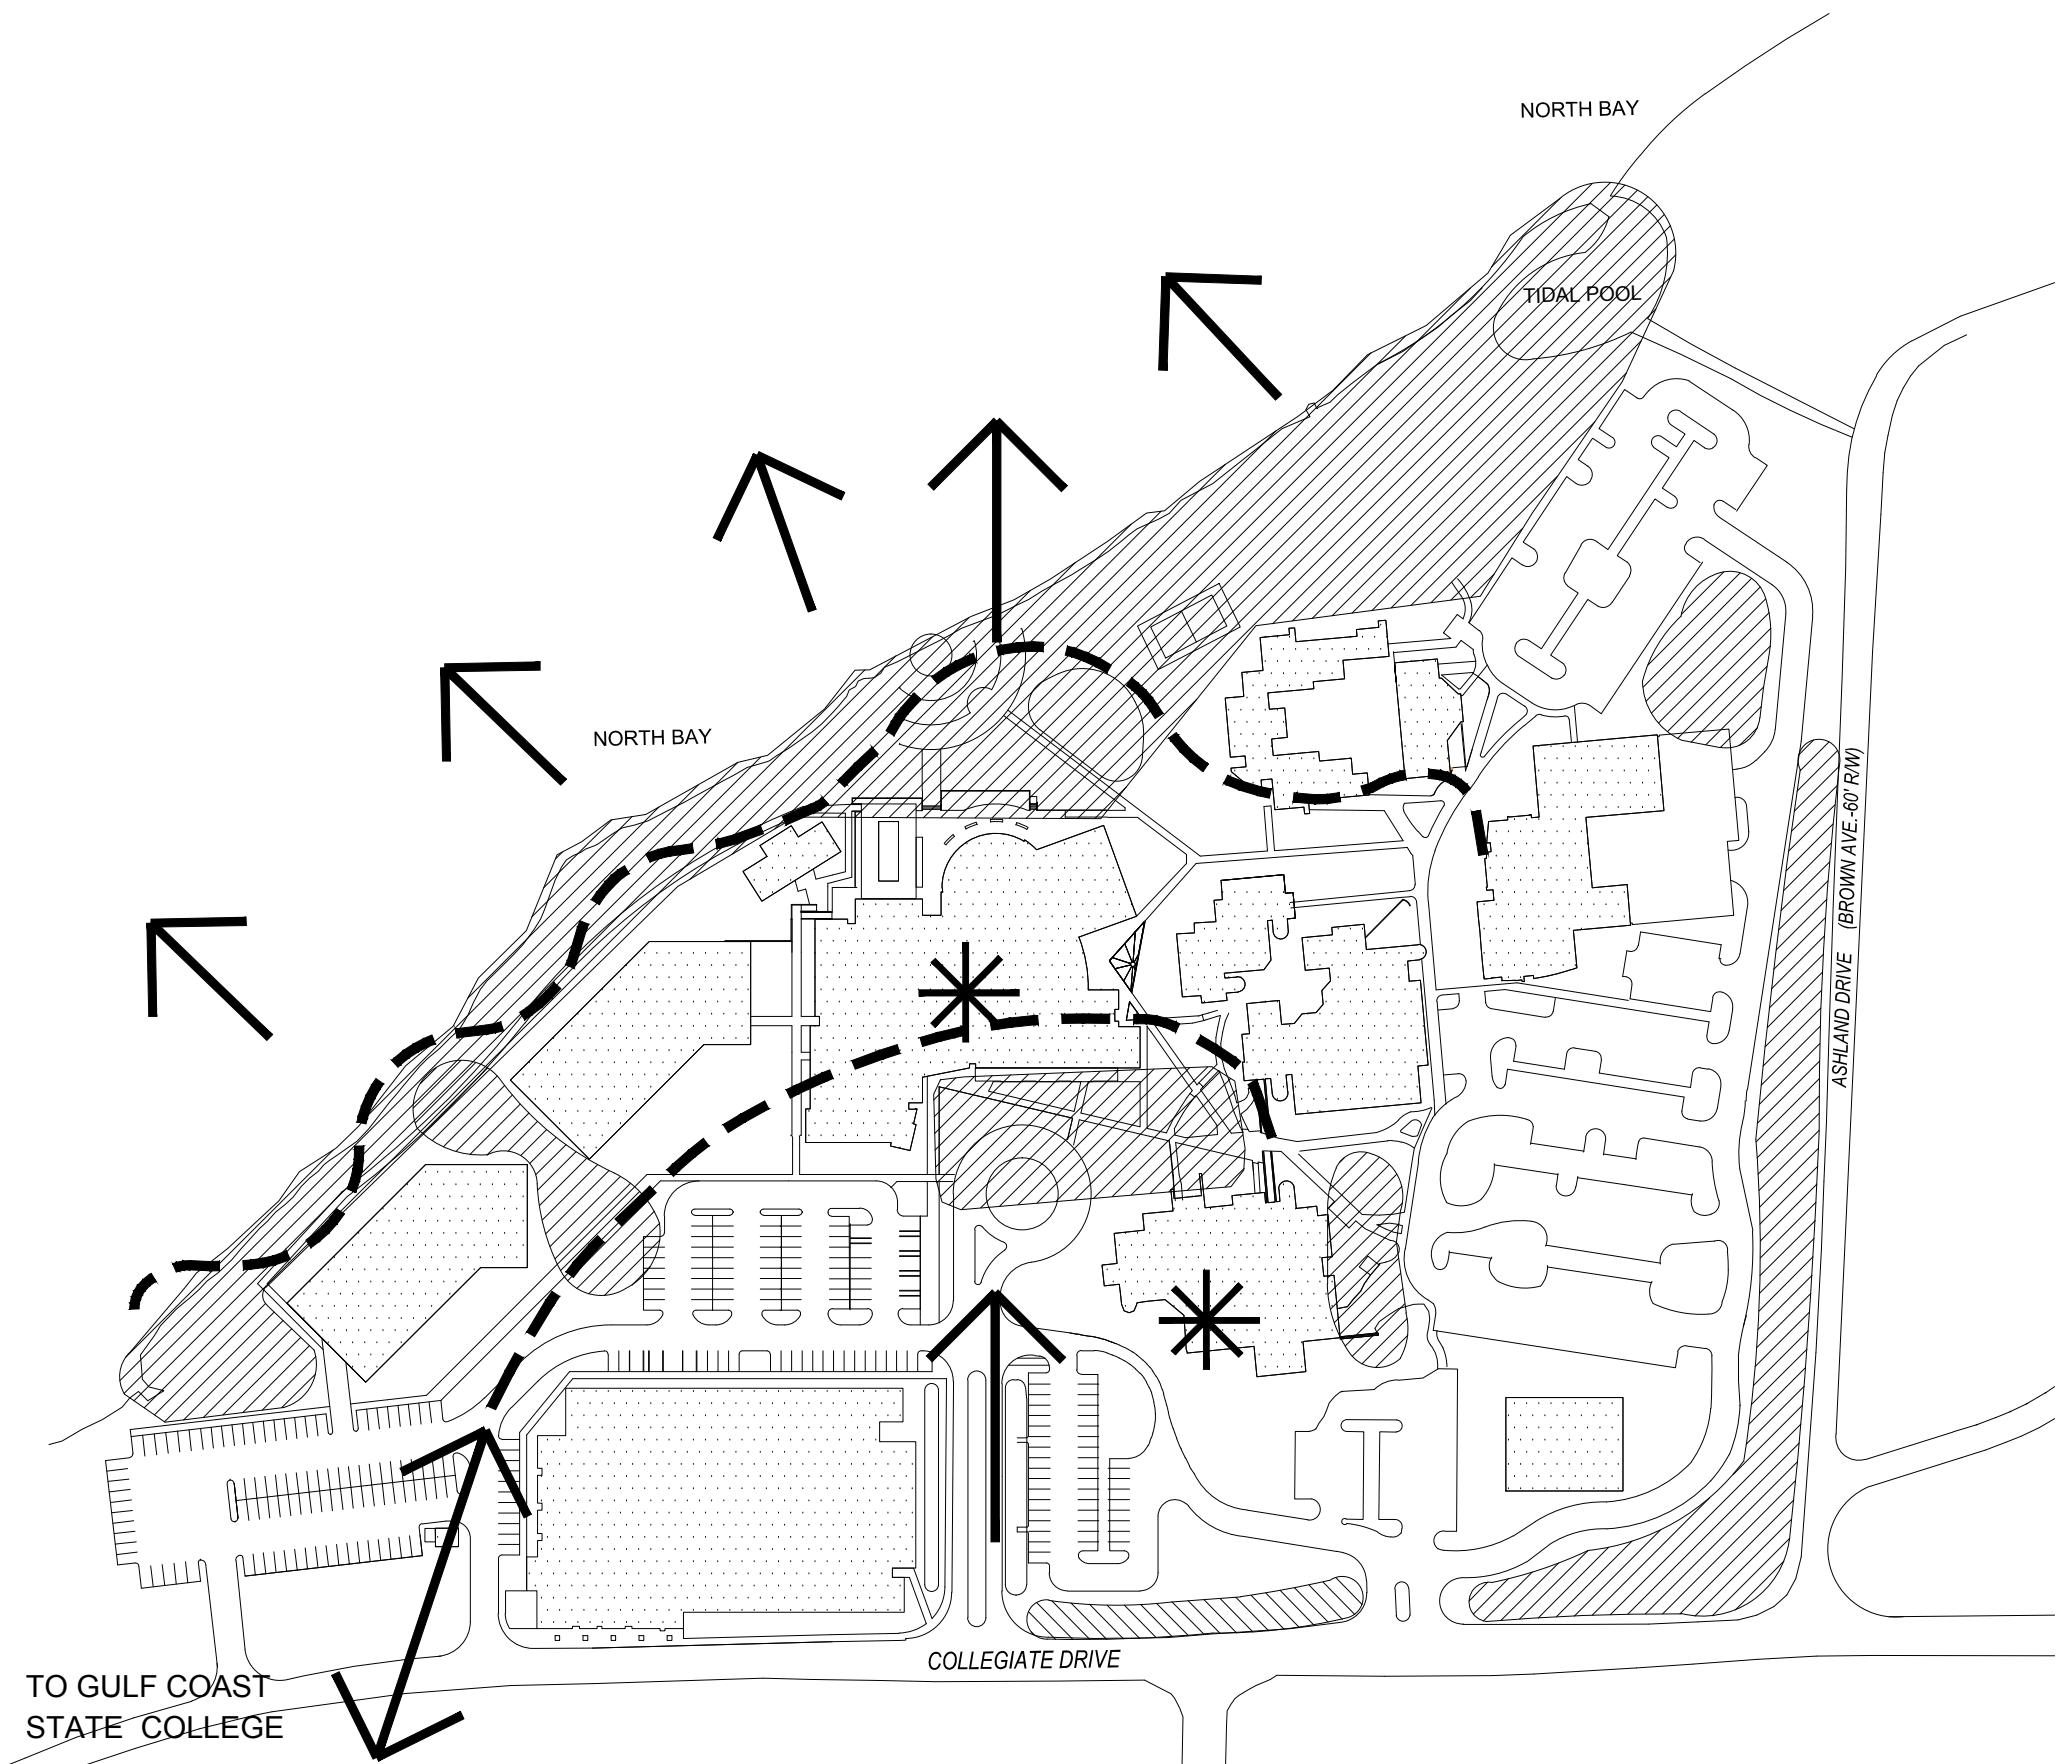 NORTH BAY
TIDAL POOL
NORTH BAY
ASHLAND DRIVE (BROWN AVE.-60' R/W)
COLLEGIATE DRIVE
TO GULF COAST
STATE COLLEGE